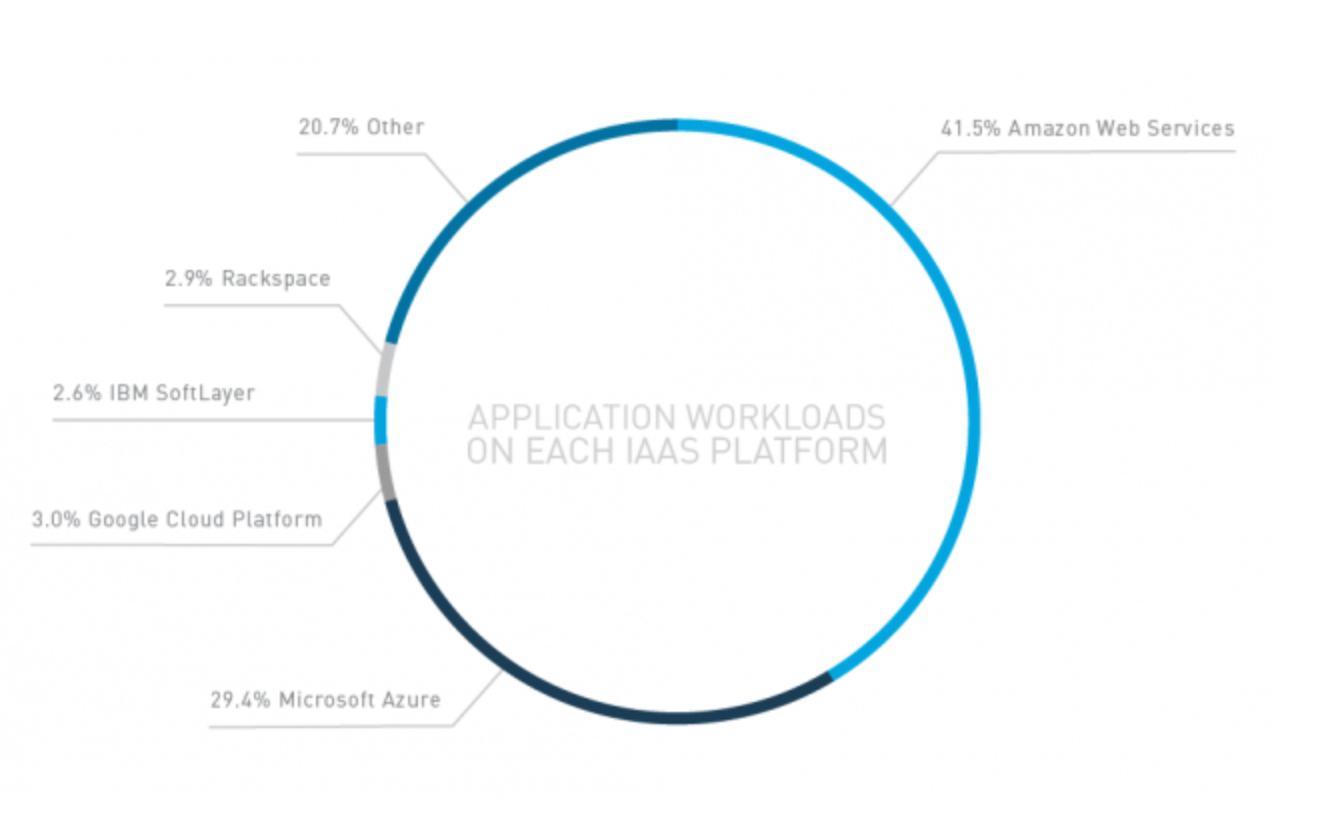 20.7% Other
41.5% Amazon Web Services
2.9% Rackspace
2.6% IBM SoftLayer
APPLICATION WORKLOADS
ON EACH IAAS PLATFORM
3.0% Google Cloud Platform
29.4% Microsoft Azure